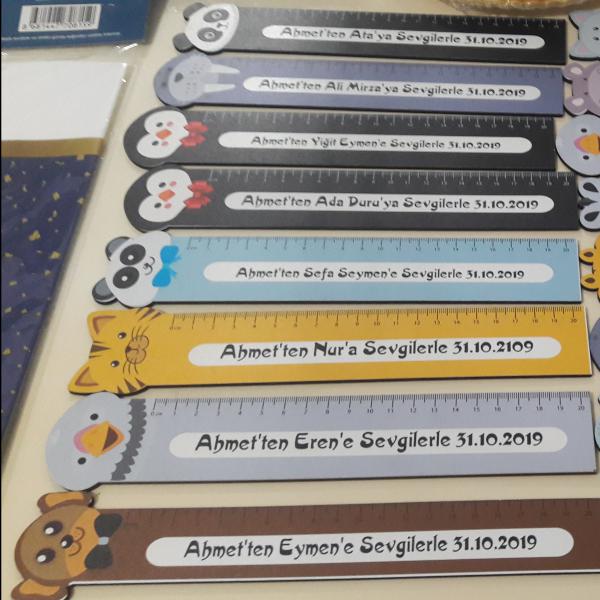 Ahmet'ten Ata'ya Sevgilerle 31.10.2019
Ahmet'ten Ali Mirza'ya Sevgilerle 31.10.2019
Ahmet'ten Yiğit Eymen'e Sevgilerle 31.10.2019
Ahmet'ten Ada Duru'ya Sevgilerle 31.10.2019
Ahmet'ten Sefa Seymen'e Sevgilerle 31.10.2019
Ahmet'ten Nur'a Sevgilerle 31.10.2109
Ahmet'ten Eren'e Sevgilerle 31.10.2019
Ahmet'ten Eymen'e Sevgilerle 31.10.2019